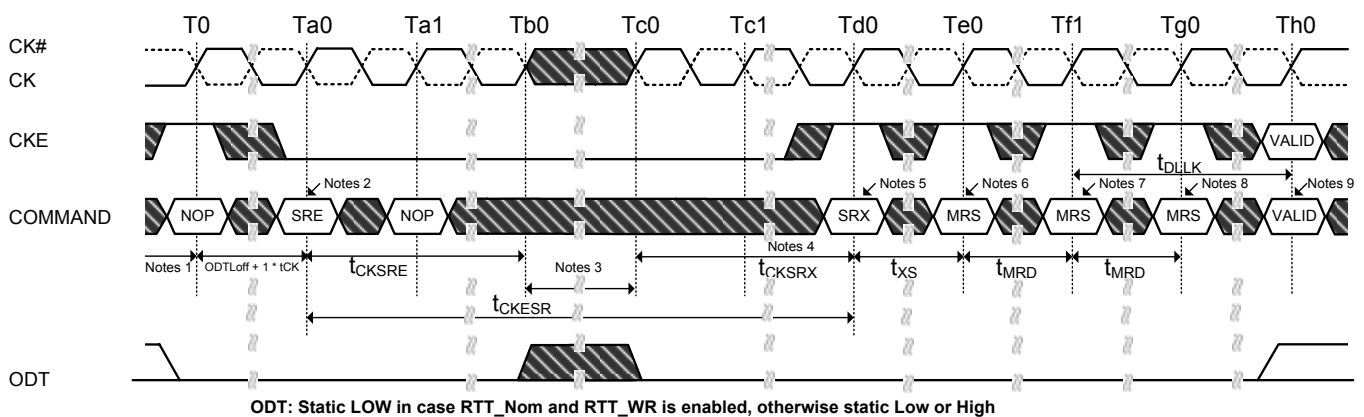 T0 Ta0 Ta1 Tb0 Tc0 Tc1 Td0 Te0 Tf1 Tg0 Th0
CK#
CK
CKE
VALID
tDLLK
Notes 2 Notes 5 Notes 6 Notes 7 Notes 8 Notes 9
COMMAND
NOP SRE NOP SRX MRS MRS MRS VALID
Notes 1 ODTLoff + 1 * tCK tCKSRE Notes 3 Notes 4 tCKSRX tXS tMRD tMRD
tCKESR
ODT
ODT: Static LOW in case RTT_Nom and RTT_WR is enabled, otherwise static Low or High